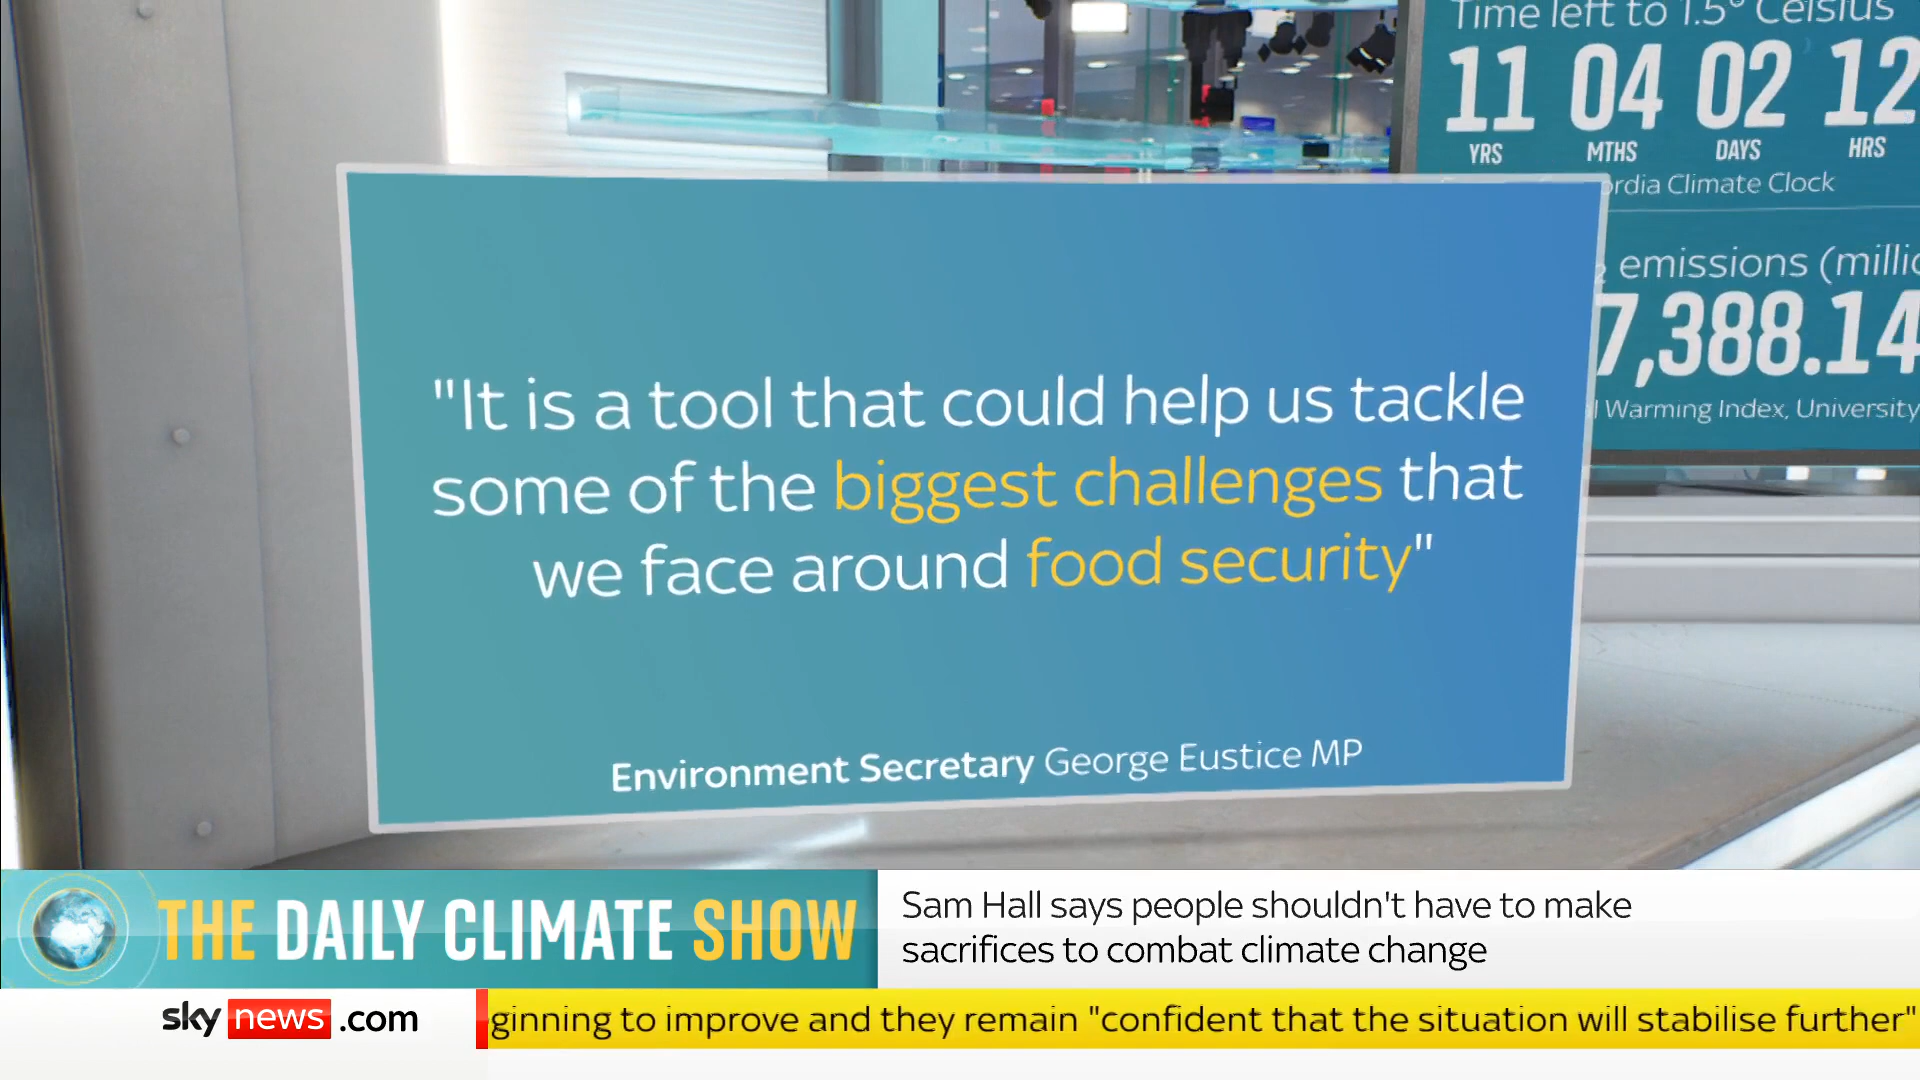 Time left to 1.5° Celsius
11 04 02 12
YRS MTHS DAYS HRS
Climate Clock
emissions
7,388.14
Warming Index, University
"It is a tool that could help us tackle
some of the biggest challenges that
we face around food security"
Environment Secretary George Eustice MP
THE DAILY CLIMATE SHOW
Sam Hall says people shouldn't have to make
sacrifices to combat climate change
sky news .com
ginning to improve and they remain "confident that the situation will stabilise further"